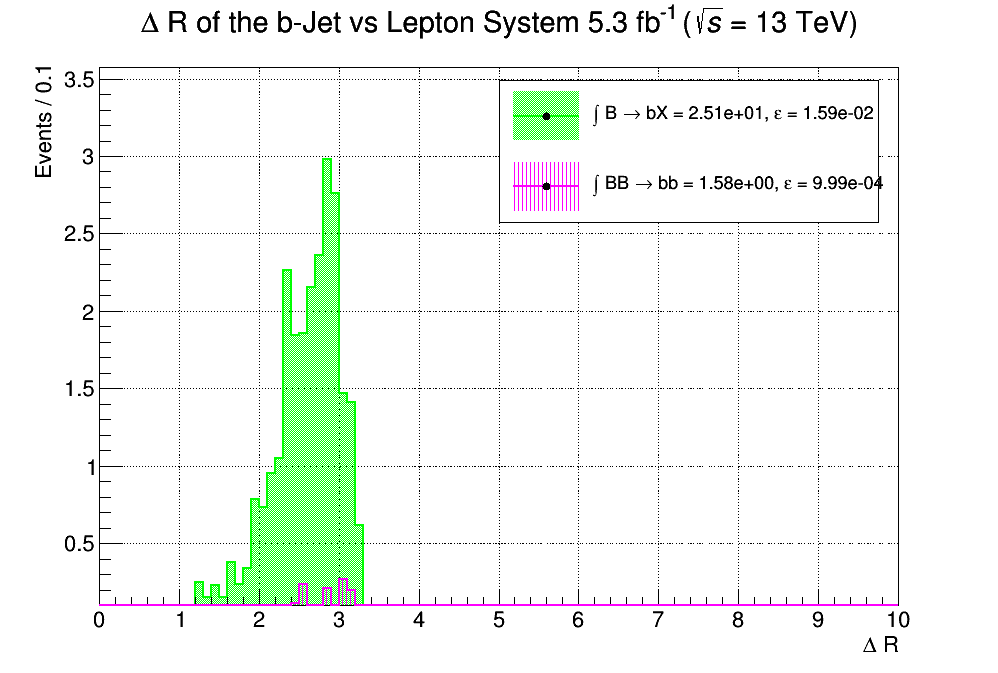 Δ R of the b-Jet vs Lepton System 5.3 fb⁻¹ (√s = 13 TeV)
Events / 0.1
3.5
3
2.5
2
1.5
1
0.5
∫ B → bX = 2.51e+01, ε = 1.59e-02
∫ BB → bb = 1.58e+00, ε = 9.99e-04
0 1 2 3 4 5 6 7 8 9 10
Δ R